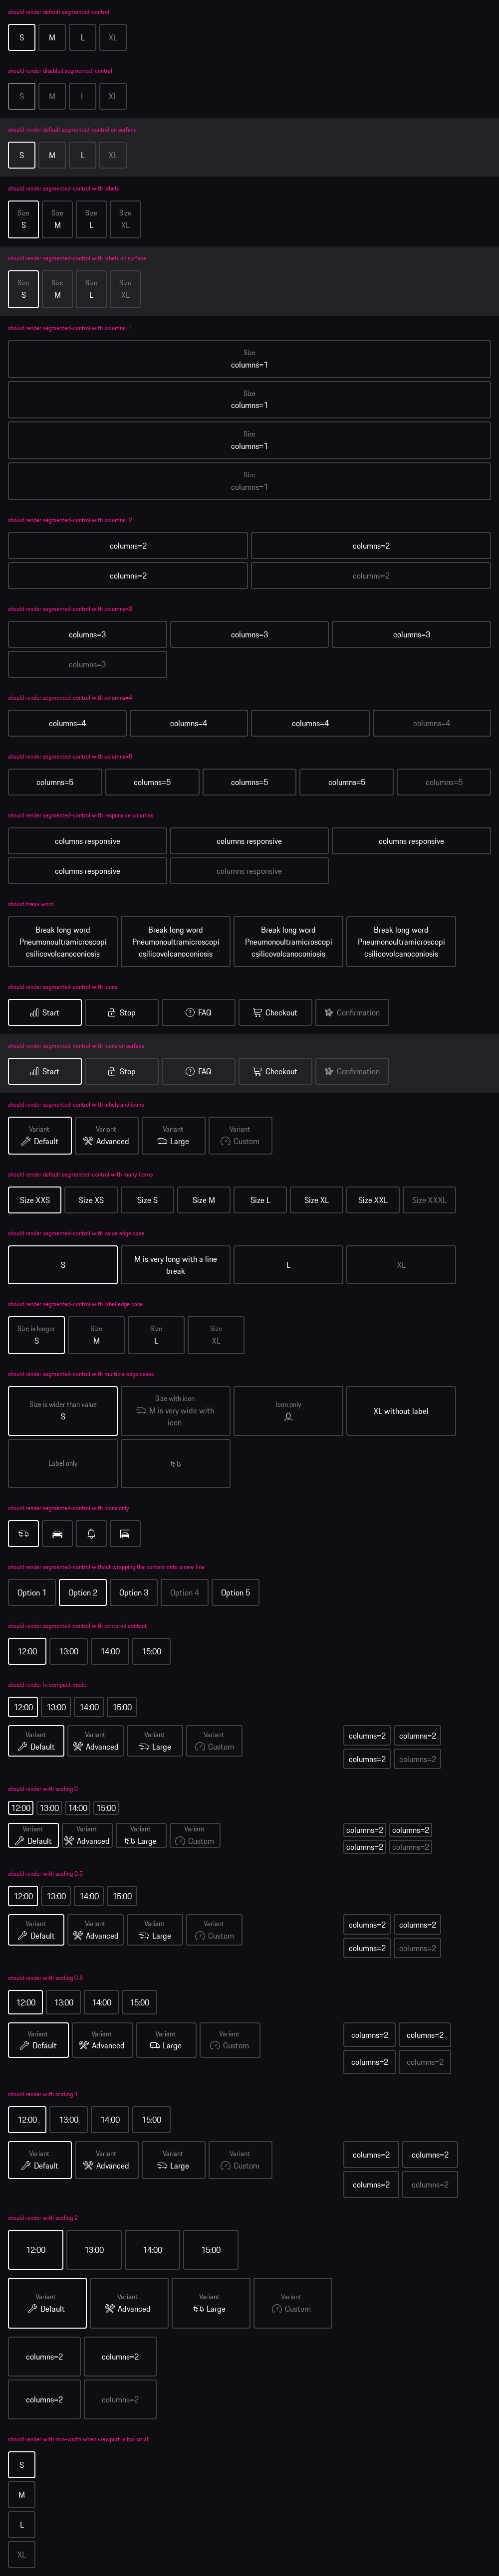 should render default segmented-control
S M L XL
should render disabled segmented-control
S M L XL
should render default segmented-control on surface
S M L XL
should render segmented-control with labels
Size Size Size Size
S M L XL
should render segmented-control with labels on surface
Size Size Size Size
S M L XL
should render segmented-control with columns=1
Size
columns=1
Size
columns=1
Size
columns=1
Size
columns=1
should render segmented-control with columns=2
columns=2 columns=2
columns=2 columns=2
should render segmented-control with columns=3
columns=3 columns=3 columns=3
columns=3
should render segmented-control with columns=4
columns=4 columns=4 columns=4 columns=4
should render segmented-control with columns=5
columns=5 columns=5 columns=5 columns=5 columns=5
should render segmented-control with responsive columns
columns responsive columns responsive columns responsive
columns responsive columns responsive
should break word
Break long word Break long word Break long word Break long word
Pneumonoultramicroscopi Pneumonoultramicroscopi Pneumonoultramicroscopi Pneumonoultramicroscopi
csilicovolcanoconiosis csilicovolcanoconiosis csilicovolcanoconiosis csilicovolcanoconiosis
should render segmented-control with icons
Start Stop FAQ Checkout Confirmation
should render segmented-control with icons on surface
Start Stop FAQ Checkout Confirmation
should render segmented-control with labels and icons
Variant Variant Variant Variant
Default Advanced Large Custom
should render default segmented-control with many items
Size XXS Size XS Size S Size M Size L Size XL Size XXL Size XXXL
should render segmented-control with value edge case
S M is very long with a line break L XL
should render segmented-control with label edge case
Size is longer Size Size Size
S M L XL
should render segmented-control with multiple edge cases
Size is wider than value
S
Size with icon
M is very wide with
icon
Icon only
XL without label
Label only
should render segmented-control with icons only
should render segmented-control without wrapping the content onto a new line
Option 1 Option 2 Option 3 Option 4 Option 5
should render segmented-control with centered content
12:00 13:00 14:00 15:00
should render in compact mode
12:00 13:00 14:00 15:00
Variant Variant Variant Variant
Default Advanced Large Custom
columns=2 columns=2
columns=2 columns=2
should render with scaling 0
12:00 13:00 14:00 15:00
Variant Variant Variant Variant
Default Advanced Large Custom
columns=2 columns=2
columns=2 columns=2
should render with scaling 0.5
12:00 13:00 14:00 15:00
Variant Variant Variant Variant
Default Advanced Large Custom
columns=2 columns=2
columns=2 columns=2
should render with scaling 0.8
12:00 13:00 14:00 15:00
Variant Variant Variant Variant
Default Advanced Large Custom
columns=2 columns=2
columns=2 columns=2
should render with scaling 1
12:00 13:00 14:00 15:00
Variant Variant Variant Variant
Default Advanced Large Custom
columns=2 columns=2
columns=2 columns=2
should render with scaling 2
12:00 13:00 14:00 15:00
Variant Variant Variant Variant
Default Advanced Large Custom
columns=2 columns=2
columns=2 columns=2
should render with min-width when viewport is too small
S
M
L
XL